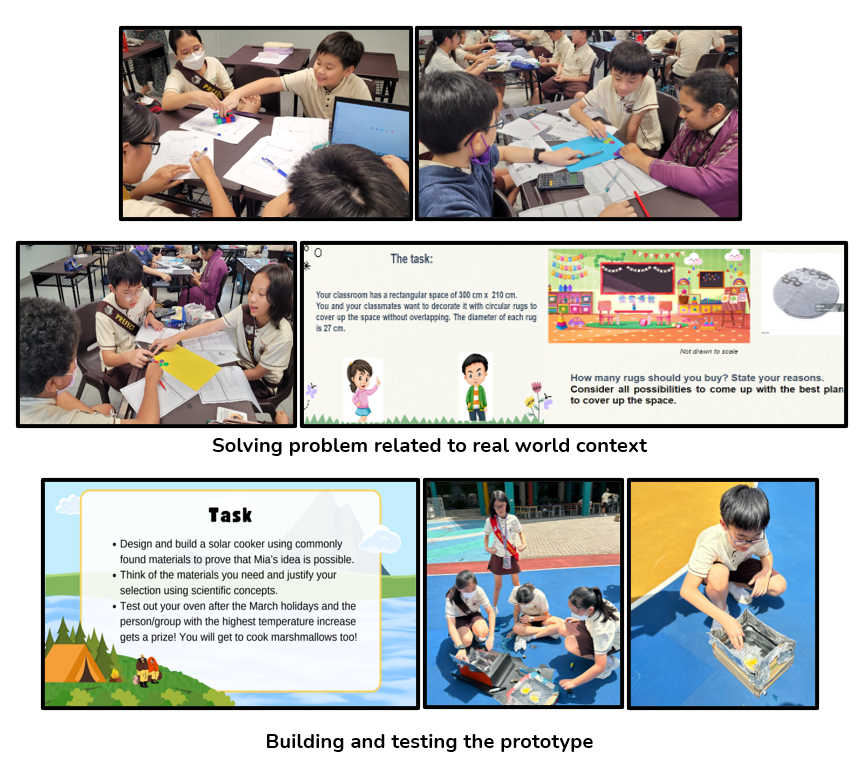 PREFECT
The task:
Your classroom has a rectangular space of 300 cm x 210 cm.
You and your classmates want to decorate it with circular rugs to
cover up the space without overlapping. The diameter of each rug
is 27 cm.
Not drawn to scale
How many rugs should you buy? State your reasons.
Consider all possibilities to come up with the best plan
to cover up the space.
Solving problem related to real world context
Task
• Design and build a solar cooker using commonly
found materials to prove that Mia's idea is possible.
• Think of the materials you need and justify your
selection using scientific concepts.
• Test out your oven after the March holidays and the
person/group with the highest temperature increase
gets a prize! You will get to cook marshmallows too!
Building and testing the prototype